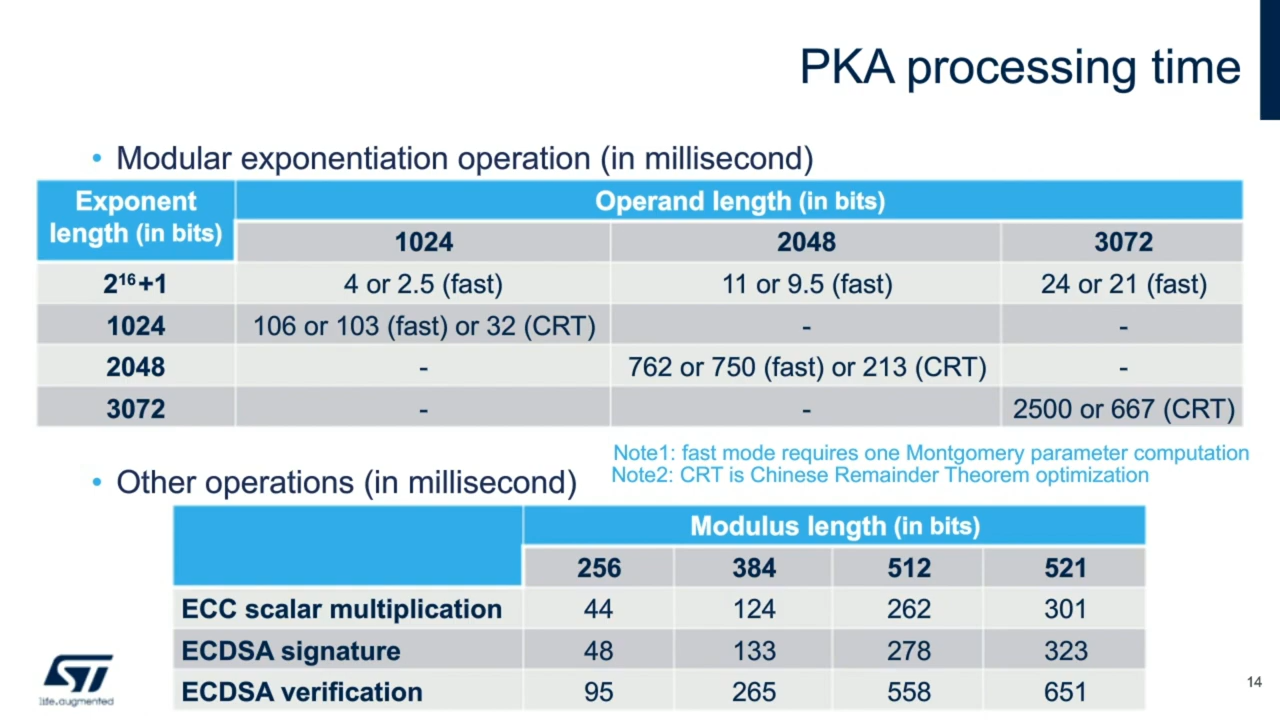 PKA processing time
• Modular exponentiation operation (in millisecond)
Exponent length (in bits) Operand length (in bits)
1024 2048 3072
2¹⁶+1 4 or 2.5 (fast) 11 or 9.5 (fast) 24 or 21 (fast)
1024 106 or 103 (fast) or 32 (CRT) - -
2048 - 762 or 750 (fast) or 213 (CRT) -
3072 - - 2500 or 667 (CRT)
Note1: fast mode requires one Montgomery parameter computation
Note2: CRT is Chinese Remainder Theorem optimization
• Other operations (in millisecond)
Modulus length (in bits)
256 384 512 521
ECC scalar multiplication 44 124 262 301
ECDSA signature 48 133 278 323
ECDSA verification 95 265 558 651
ST
life.augmented
14